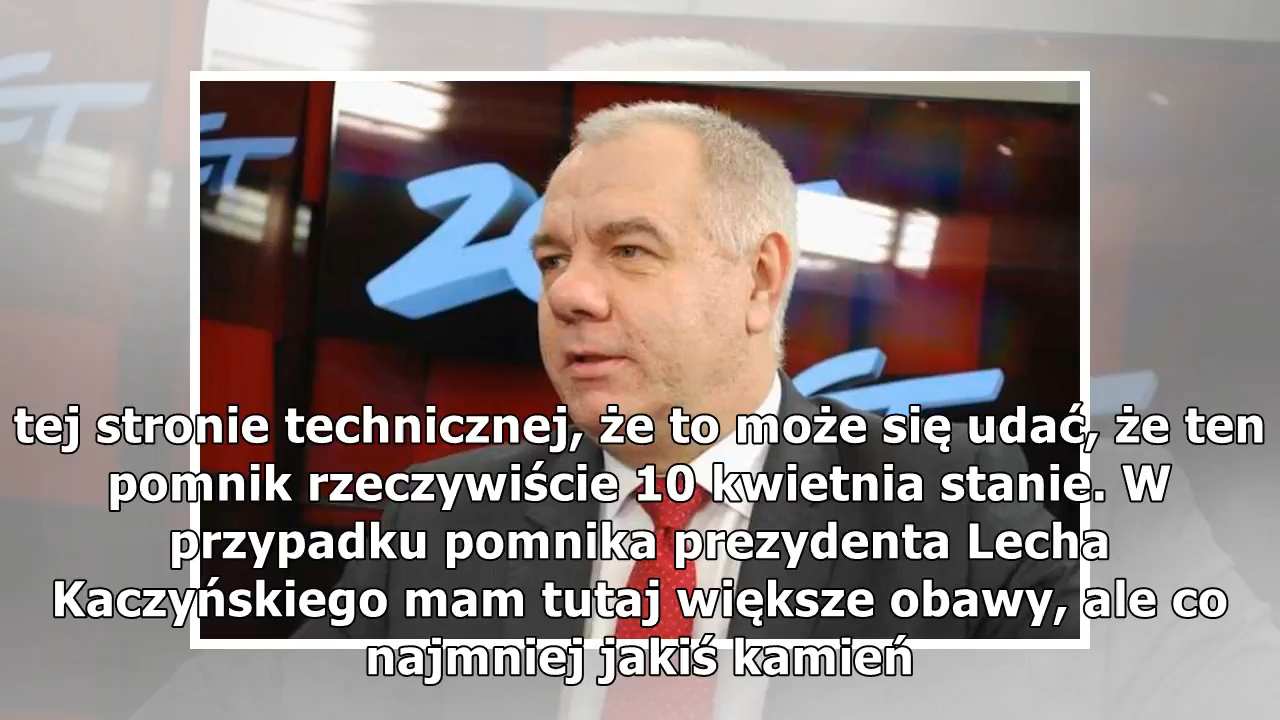 ZET
tej stronie technicznej, że to może się udać, że ten
pomnik rzeczywiście 10 kwietnia stanie. W
przypadku pomnika prezydenta Lecha
Kaczyńskiego mam tutaj większe obawy, ale co
najmniej jakiś kamień